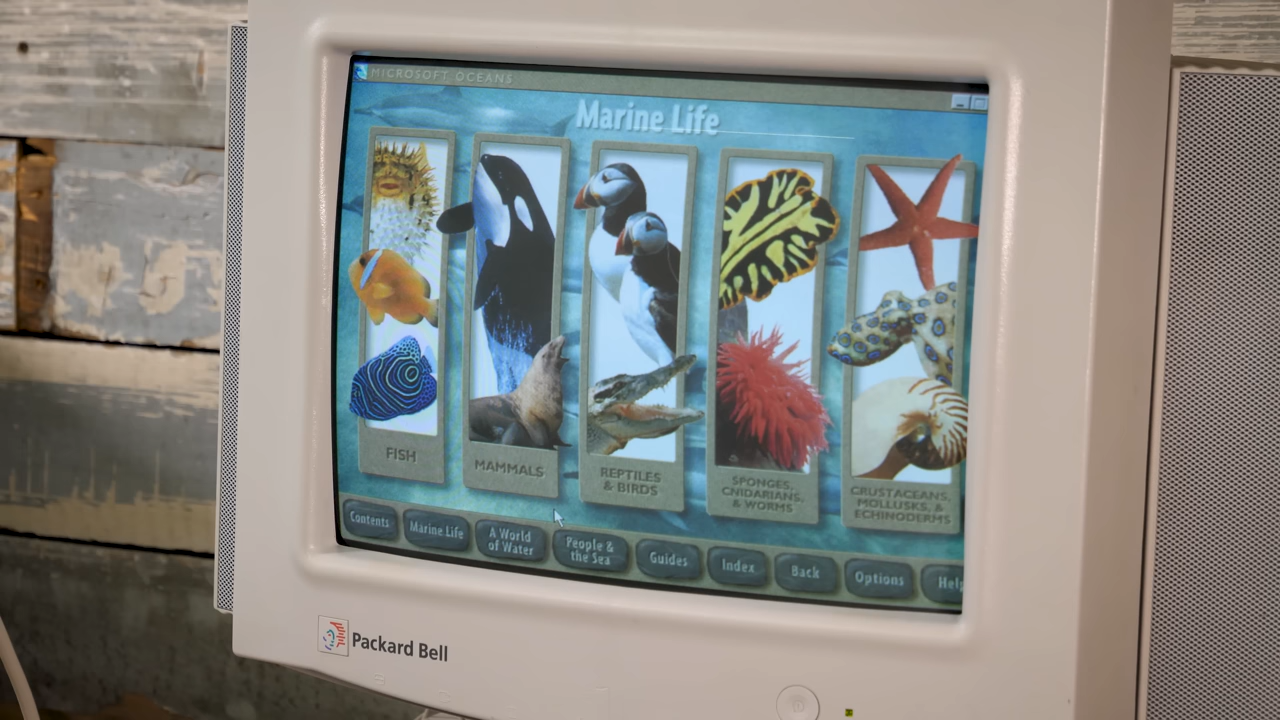 MICROSOFT OCEANS
Marine Life
FISH
MAMMALS
REPTILES
& BIRDS
SPONGES,
CNIDARIANS,
& WORMS
CRUSTACEANS,
MOLLUSKS, &
ECHINODERMS
Contents
Marine Life
A World
of Water
People &
the Sea
Guides
Index
Back
Options
Help
Packard Bell